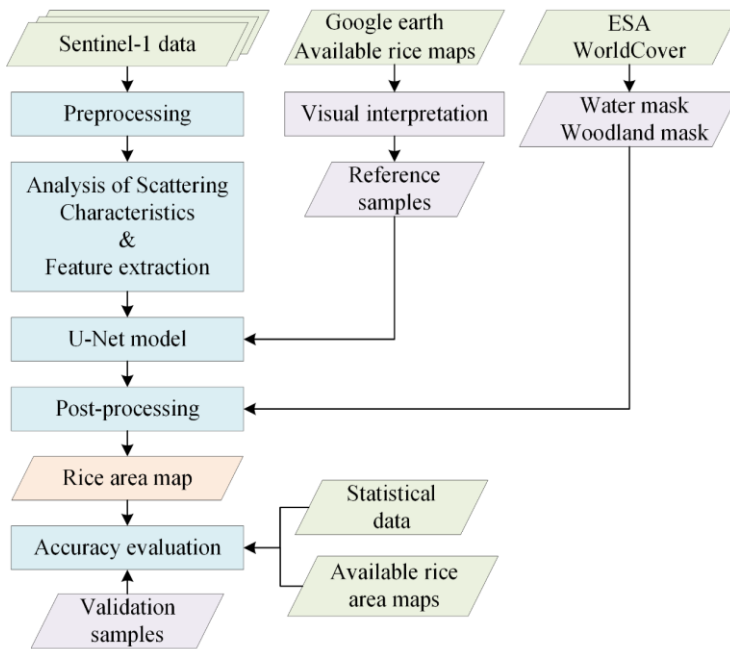 Sentinel-1 data
Google earth
Available rice maps
ESA
WorldCover
Preprocessing
Visual interpretation
Water mask
Woodland mask
Analysis of Scattering
Characteristics
&
Feature extraction
Reference
samples
U-Net model
Post-processing
Rice area map
Statistical
data
Accuracy evaluation
Available rice
area maps
Validation
samples